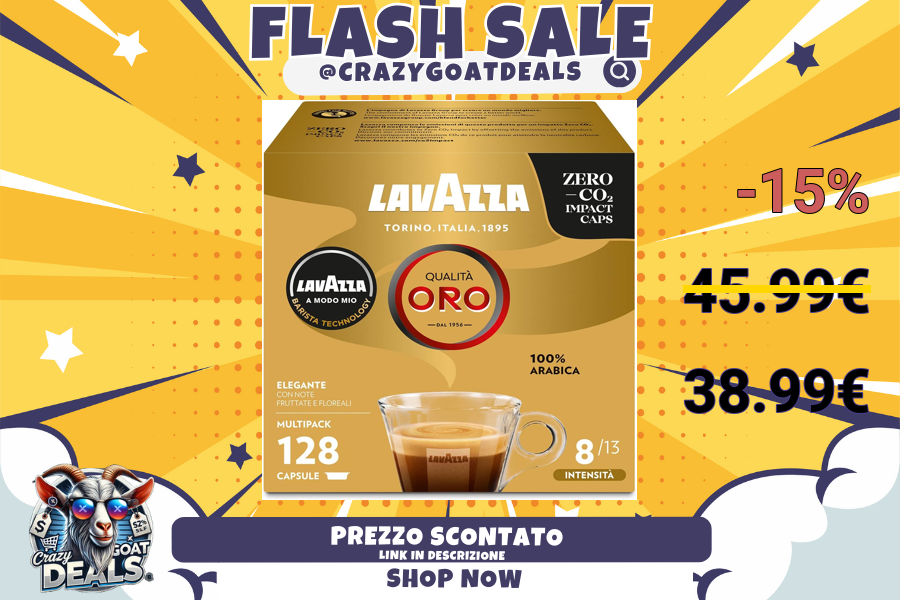 FLASH SALE
@CRAZYGOATDEALS
ZERO
CO2
IMPACT
CAPS
LAVAZZA
TORINO, ITALIA, 1895
LAVAZZA
A MODO MIO
BARISTA TECHNOLOGY
QUALITÀ
ORO
DAL 1956
100%
ARABICA
ELEGANTE
CON NOTE
FRUTTATE E FLOREALI
MULTIPACK
128
CAPSULE
LAVAZZA
8/13
INTENSITÀ
-15%
45.99€
38.99€
$
52%
Crazy
GOAT
DEALS
PREZZO SCONTATO
LINK IN DESCRIZIONE
SHOP NOW